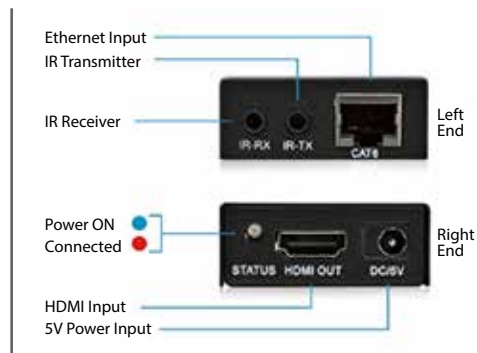 Ethernet Input
IR Transmitter
IR Receiver
IR-RX IR-TX
CAT6
Left
End
Power ON
Connected
STATUS HDMI OUT DC/5V
Right
End
HDMI Input
5V Power Input